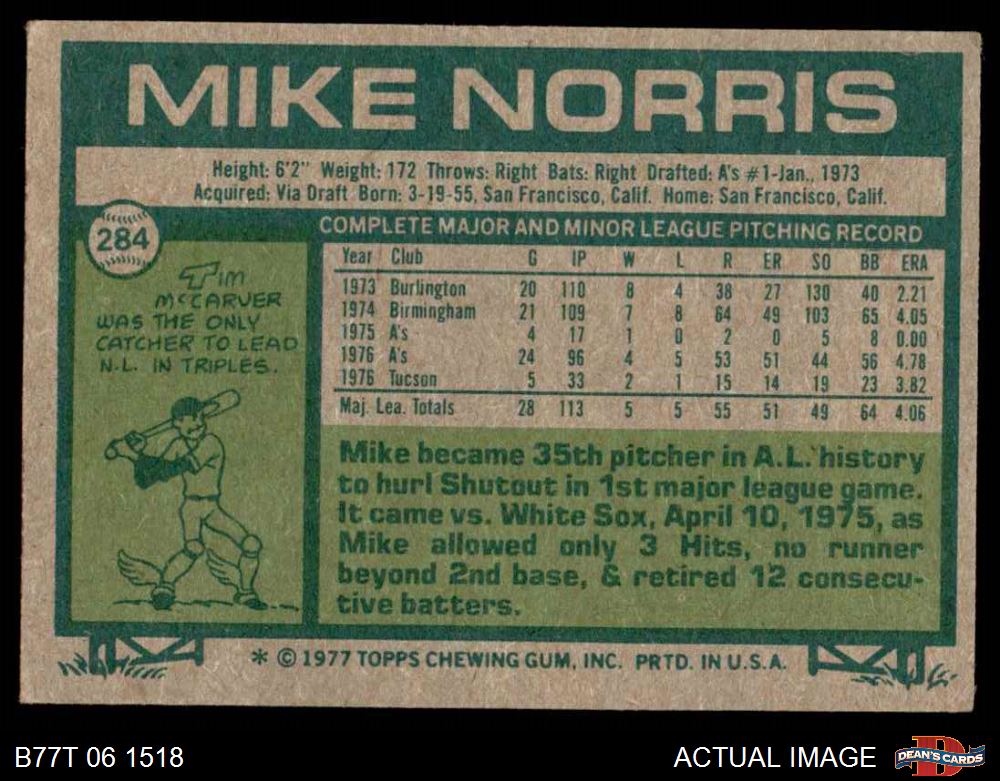 MIKE NORRIS
Height: 6'2" Weight: 172 Throws: Right Bats: Right Drafted: A's #1-Jan., 1973
Acquired: Via Draft Born: 3-19-55, San Francisco, Calif. Home: San Francisco, Calif.
284
TIM
McCARVER
WAS THE ONLY
CATCHER TO LEAD
N.L. IN TRIPLES.
COMPLETE MAJOR AND MINOR LEAGUE PITCHING RECORD
Year Club G IP W L R ER SO BB ERA
1973 Burlington 20 110 8 4 38 27 130 40 2.21
1974 Birmingham 21 109 7 8 64 49 103 65 4.05
1975 A's 4 17 1 0 2 0 5 8 0.00
1976 A's 24 96 4 5 53 51 44 56 4.78
1976 Tucson 5 33 2 1 15 14 19 23 3.82
Maj. Lea. Totals 28 113 5 5 55 51 49 64 4.06
Mike became 35th pitcher in A.L. history
to hurl Shutout in 1st major league game.
It came vs. White Sox, April 10, 1975, as
Mike allowed only 3 Hits, no runner
beyond 2nd base, & retired 12 consecu-
tive batters.
* © 1977 TOPPS CHEWING GUM, INC. PRTD. IN U.S.A.
B77T 06 1518
ACTUAL IMAGE
D
DEAN'S CARDS